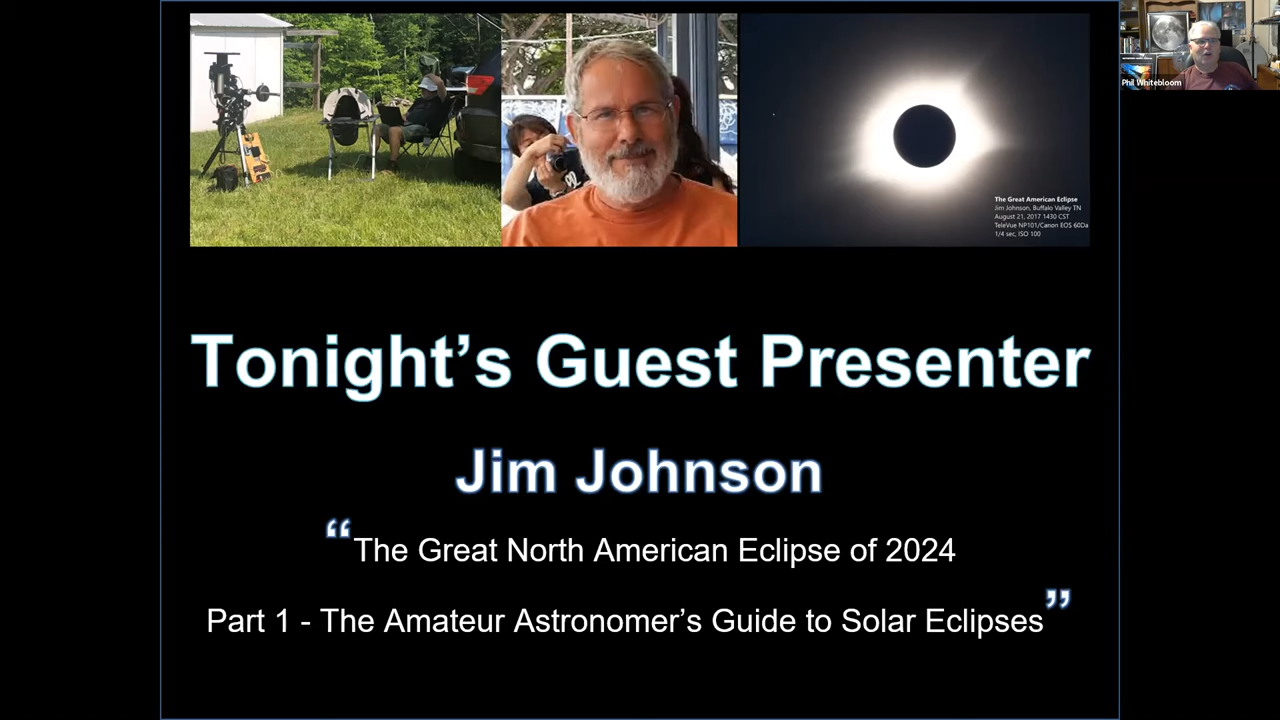 Phil Whitebloom
The Great American Eclipse
Jim Johnson, Buffalo Valley TN
August 21, 2017 1430 CST
TeleVue NP101/Canon EOS 60Da
1/4 sec, ISO 100
Tonight’s Guest Presenter
Jim Johnson
“The Great North American Eclipse of 2024
Part 1 - The Amateur Astronomer’s Guide to Solar Eclipses”